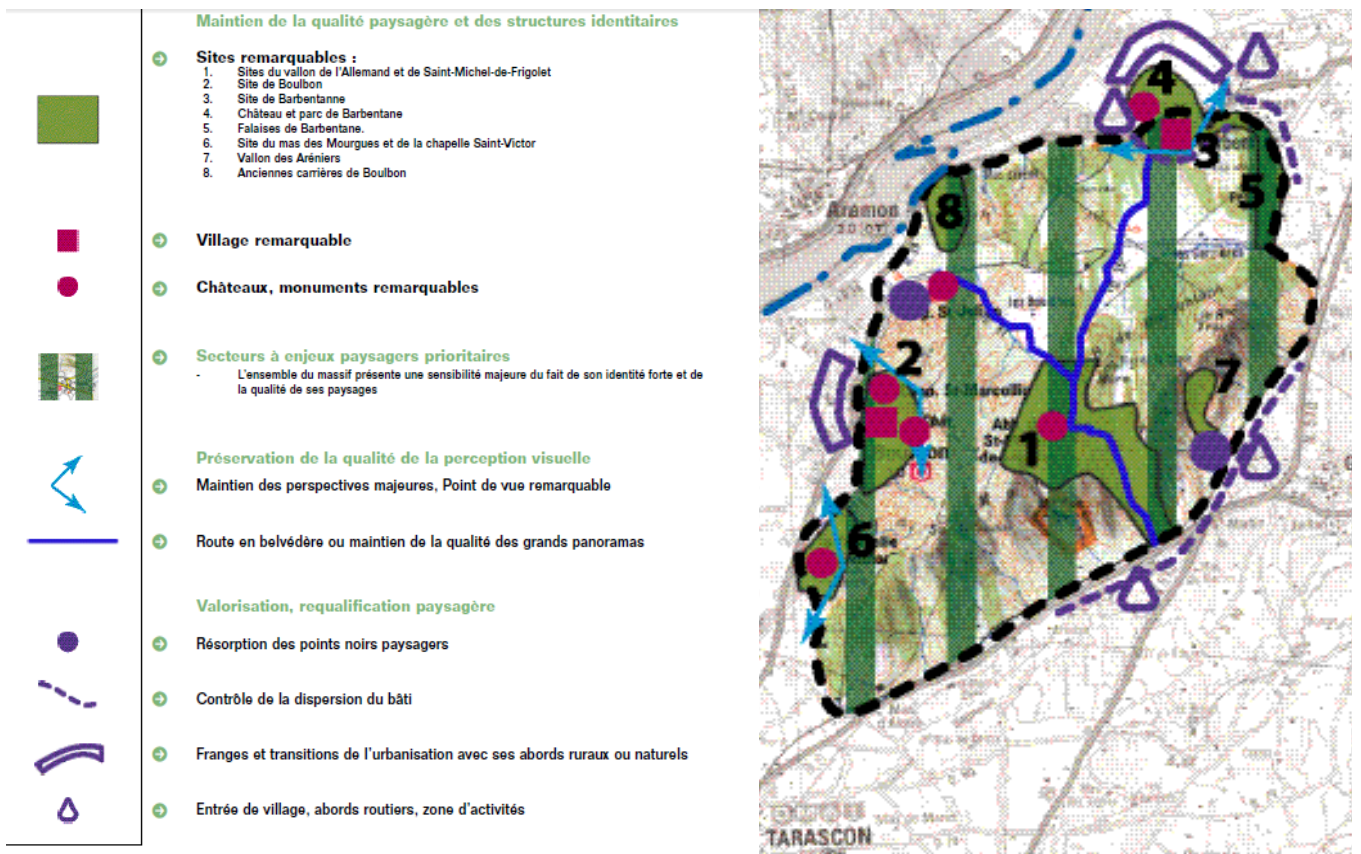 Maintien de la qualité paysagère et des structures identitaires
Sites remarquables :
1. Sites du vallon de l'Allemand et de Saint-Michel-de-Frigolet
2. Site de Boulbon
3. Site de Barbentanne
4. Château et parc de Barbentane
5. Falaises de Barbentane.
6. Site du mas des Mourgues et de la chapelle Saint-Victor
7. Vallon des Aréniers
8. Anciennes carrières de Boulbon
Village remarquable
Châteaux, monuments remarquables
Secteurs à enjeux paysagers prioritaires
- L'ensemble du massif présente une sensibilité majeure du fait de son identité forte et de
la qualité de ses paysages
Préservation de la qualité de la perception visuelle
Maintien des perspectives majeures, Point de vue remarquable
Route en belvédère ou maintien de la qualité des grands panoramas
Valorisation, requalification paysagère
Résorption des points noirs paysagers
Contrôle de la dispersion du bâti
Franges et transitions de l'urbanisation avec ses abords ruraux ou naturels
Entrée de village, abords routiers, zone d'activités
4
3
5
8
Aramon
2
7
1
6
TARASCON